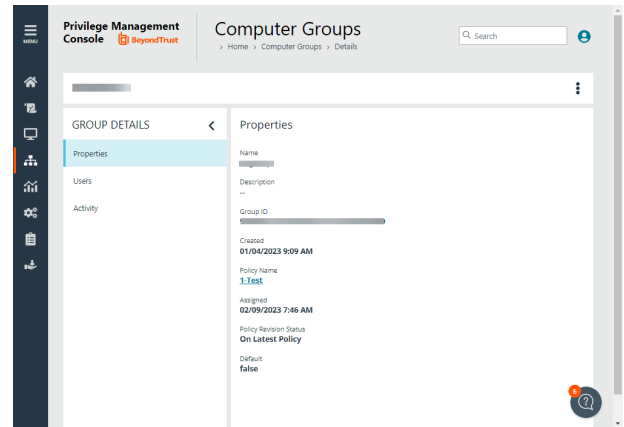 MENU
Privilege Management
Console BeyondTrust
Computer Groups
› Home › Computer Groups › Details
Search
GROUP DETAILS
Properties
Users
Activity
Properties
Name
Description
--
Group ID
Created
01/04/2023 9:09 AM
Policy Name
1-Test
Assigned
02/09/2023 7:46 AM
Policy Revision Status
On Latest Policy
Default
false